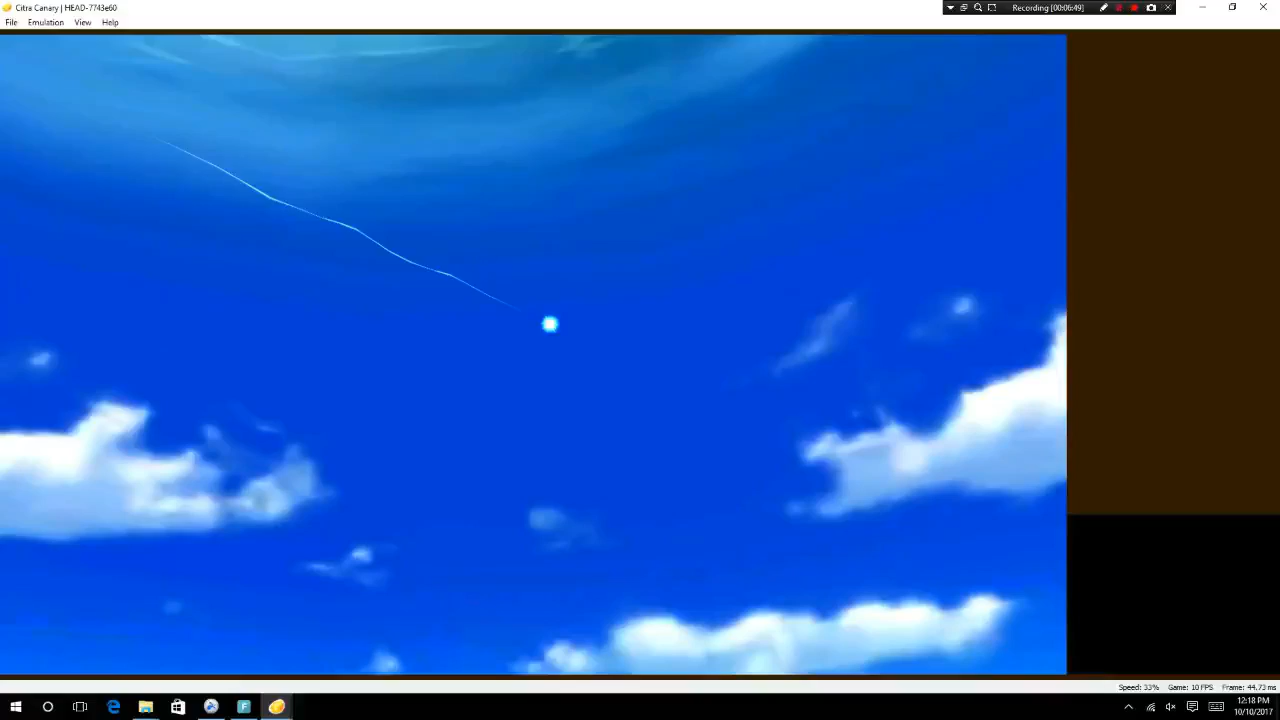 Citra Canary | HEAD-7743e60
Recording [00:06:49]
File Emulation View Help
Speed: 33% Game: 10 FPS Frame: 44.73 ms
12:18 PM
10/10/2017